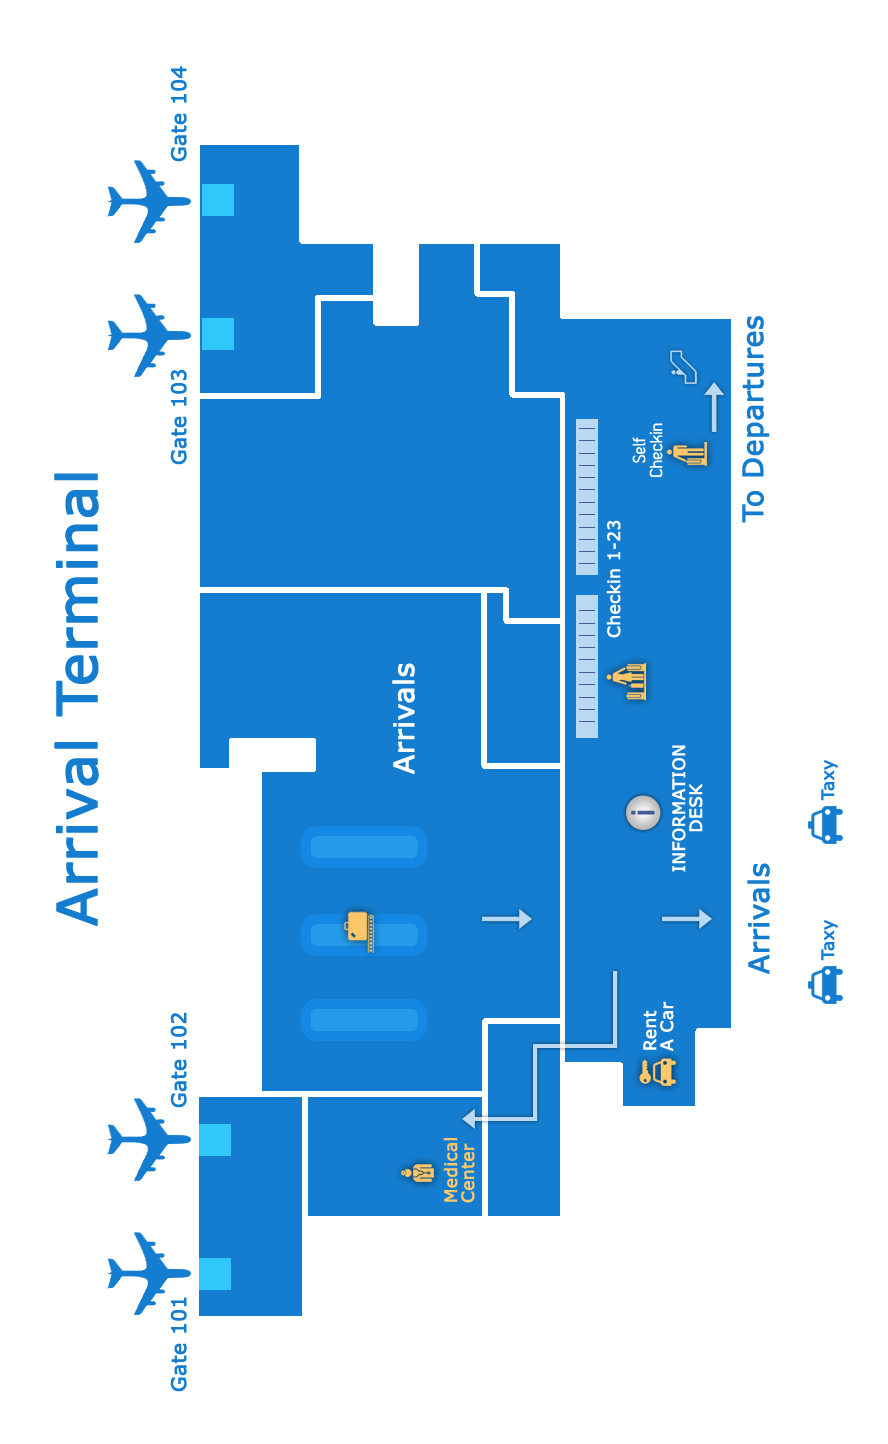 Arrival Terminal
Gate 101
Gate 102
Gate 103
Gate 104
Arrivals
Medical
Center
Checkin 1-23
Self
Checkin
INFORMATION
DESK
Rent
A Car
Arrivals
To Departures
Taxy
Taxy